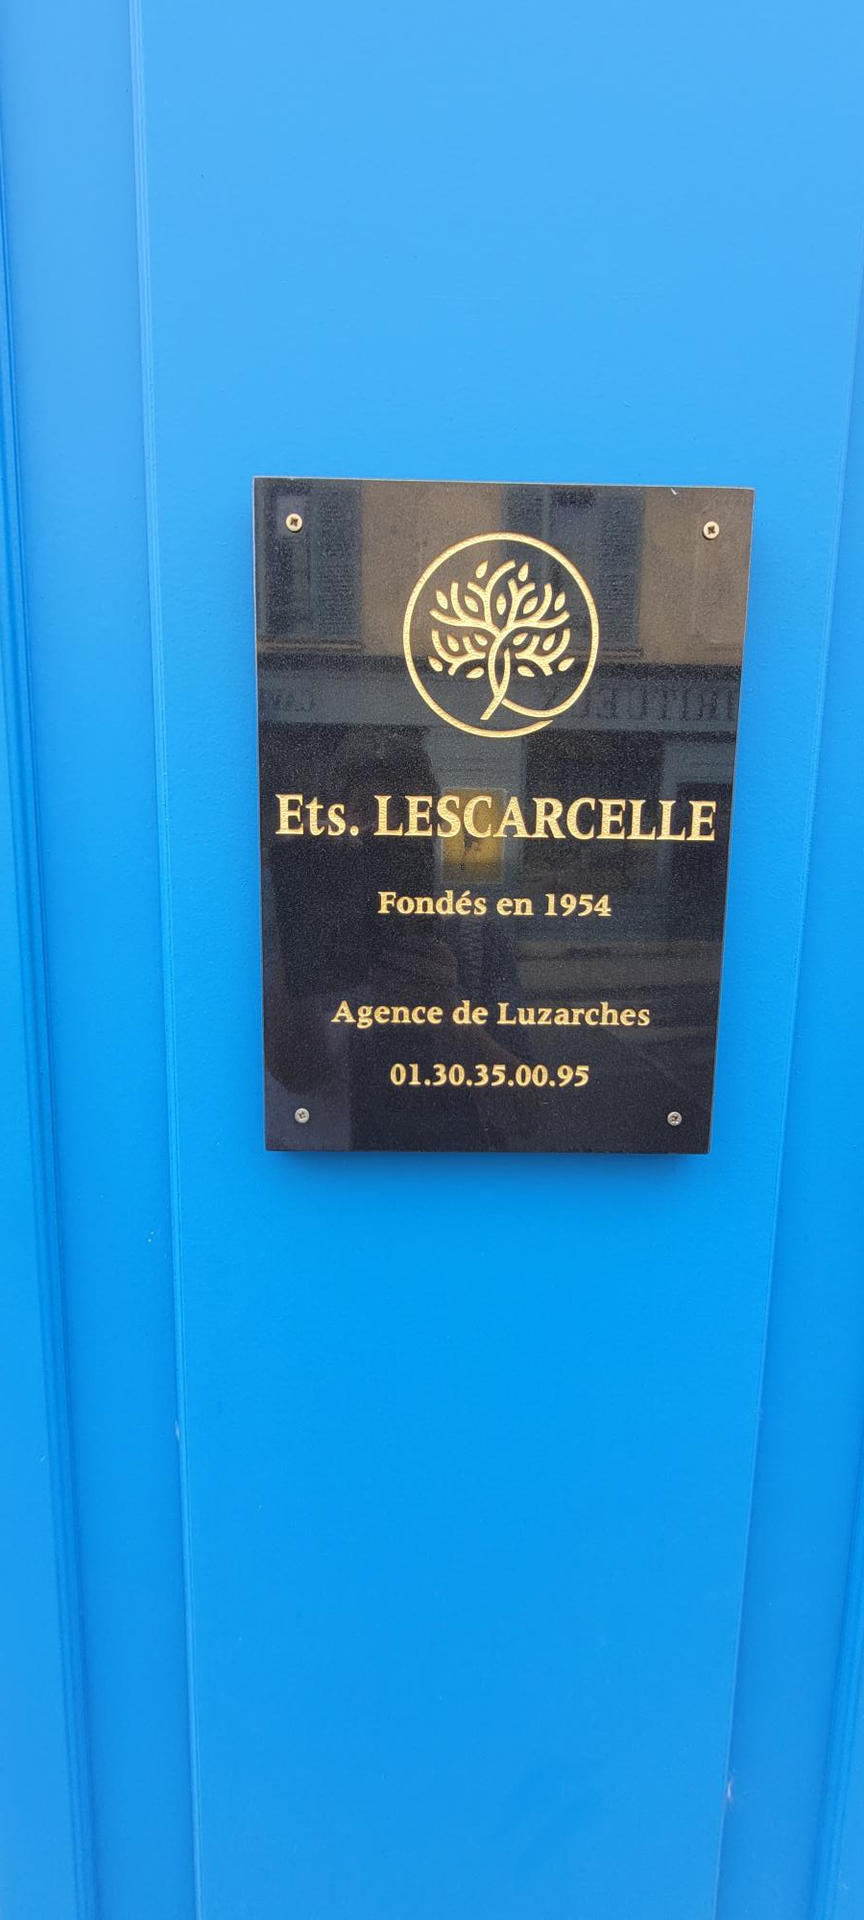 Ets. LESCARCELLE
Fondés en 1954
Agence de Luzarches
01.30.35.00.95